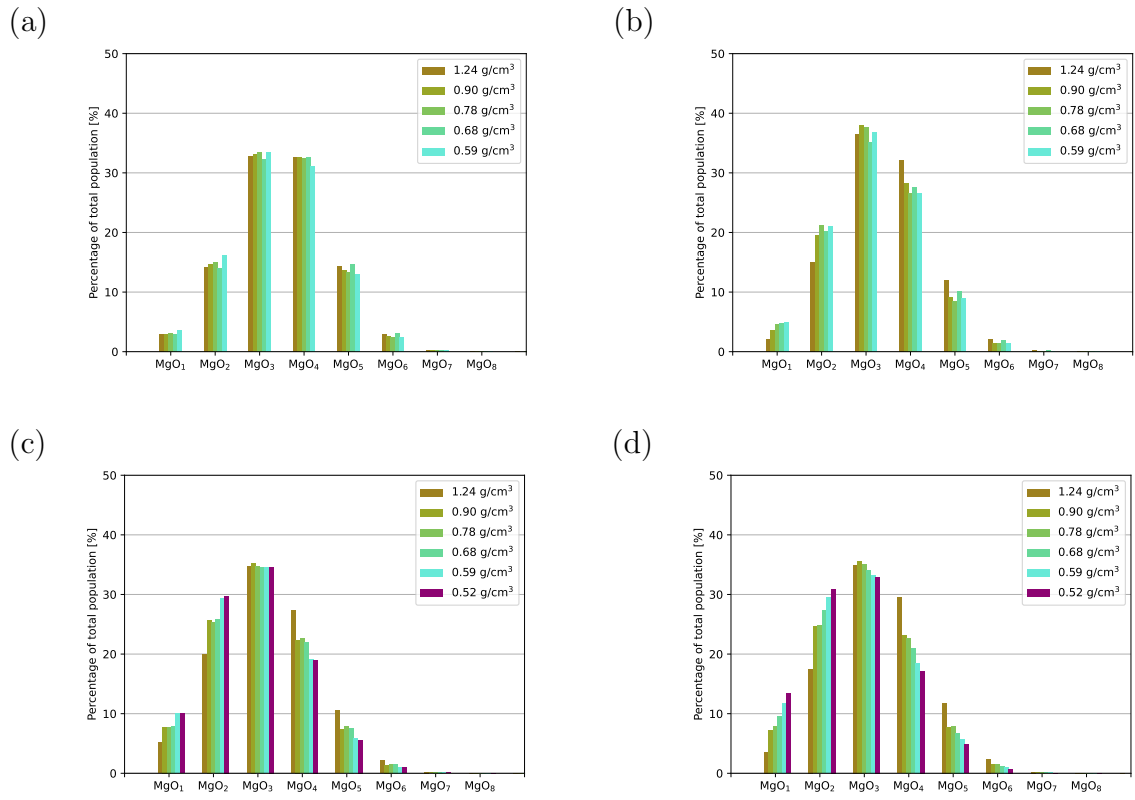 (a)
(b)
50
40
30
20
10
0
Percentage of total population [%]
1.24 g/cm³
0.90 g/cm³
0.78 g/cm³
0.68 g/cm³
0.59 g/cm³
MgO₁ MgO₂ MgO₃ MgO₄ MgO₅ MgO₆ MgO₇ MgO₈
50
40
30
20
10
0
Percentage of total population [%]
1.24 g/cm³
0.90 g/cm³
0.78 g/cm³
0.68 g/cm³
0.59 g/cm³
MgO₁ MgO₂ MgO₃ MgO₄ MgO₅ MgO₆ MgO₇ MgO₈
(c)
(d)
50
40
30
20
10
0
Percentage of total population [%]
1.24 g/cm³
0.90 g/cm³
0.78 g/cm³
0.68 g/cm³
0.59 g/cm³
0.52 g/cm³
MgO₁ MgO₂ MgO₃ MgO₄ MgO₅ MgO₆ MgO₇ MgO₈
50
40
30
20
10
0
Percentage of total population [%]
1.24 g/cm³
0.90 g/cm³
0.78 g/cm³
0.68 g/cm³
0.59 g/cm³
0.52 g/cm³
MgO₁ MgO₂ MgO₃ MgO₄ MgO₅ MgO₆ MgO₇ MgO₈